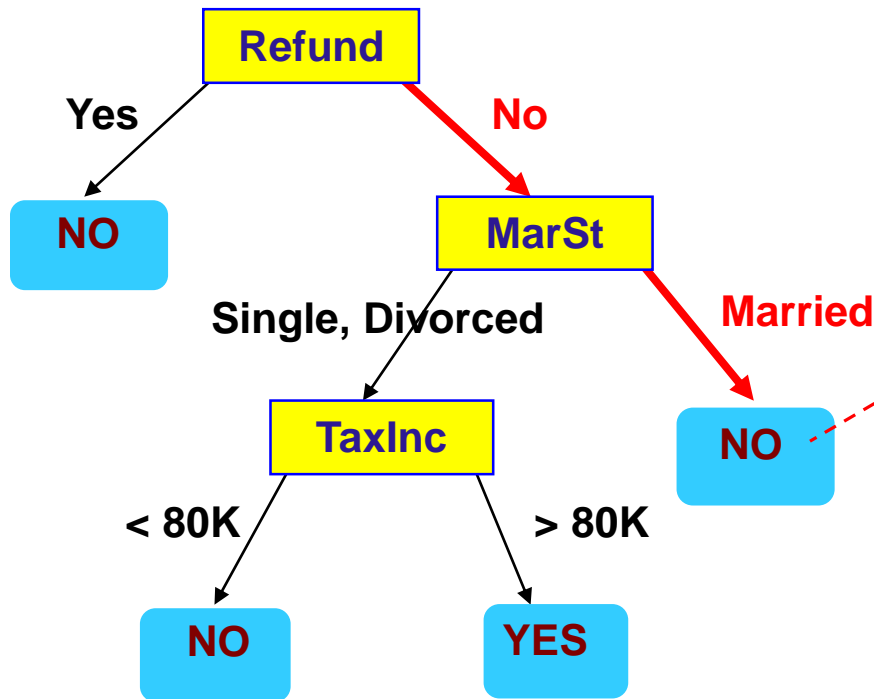 Refund
Yes
No
NO
MarSt
Single, Divorced
Married
TaxInc
NO
< 80K
> 80K
NO
YES